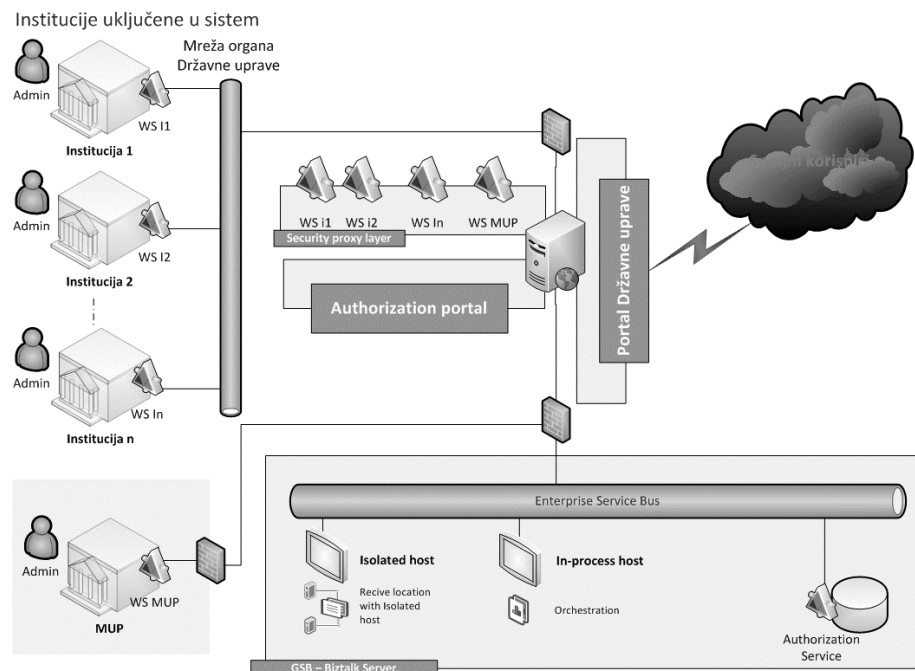 Institucije uključene u sistem
Mreža organa
Državne uprave
Admin
WS I1
Institucija 1
WS i1
WS i2
WS In
WS MUP
Security proxy layer
korisnici
Portal Državne uprave
WS I2
Institucija 2
Authorization portal
Admin
WS In
Institucija n
Admin
WS MUP
MUP
Enterprise Service Bus
Isolated host
Recive location
with Isolated
host
In-process host
Orchestration
Authorization
Service
GSB – Biztalk Server